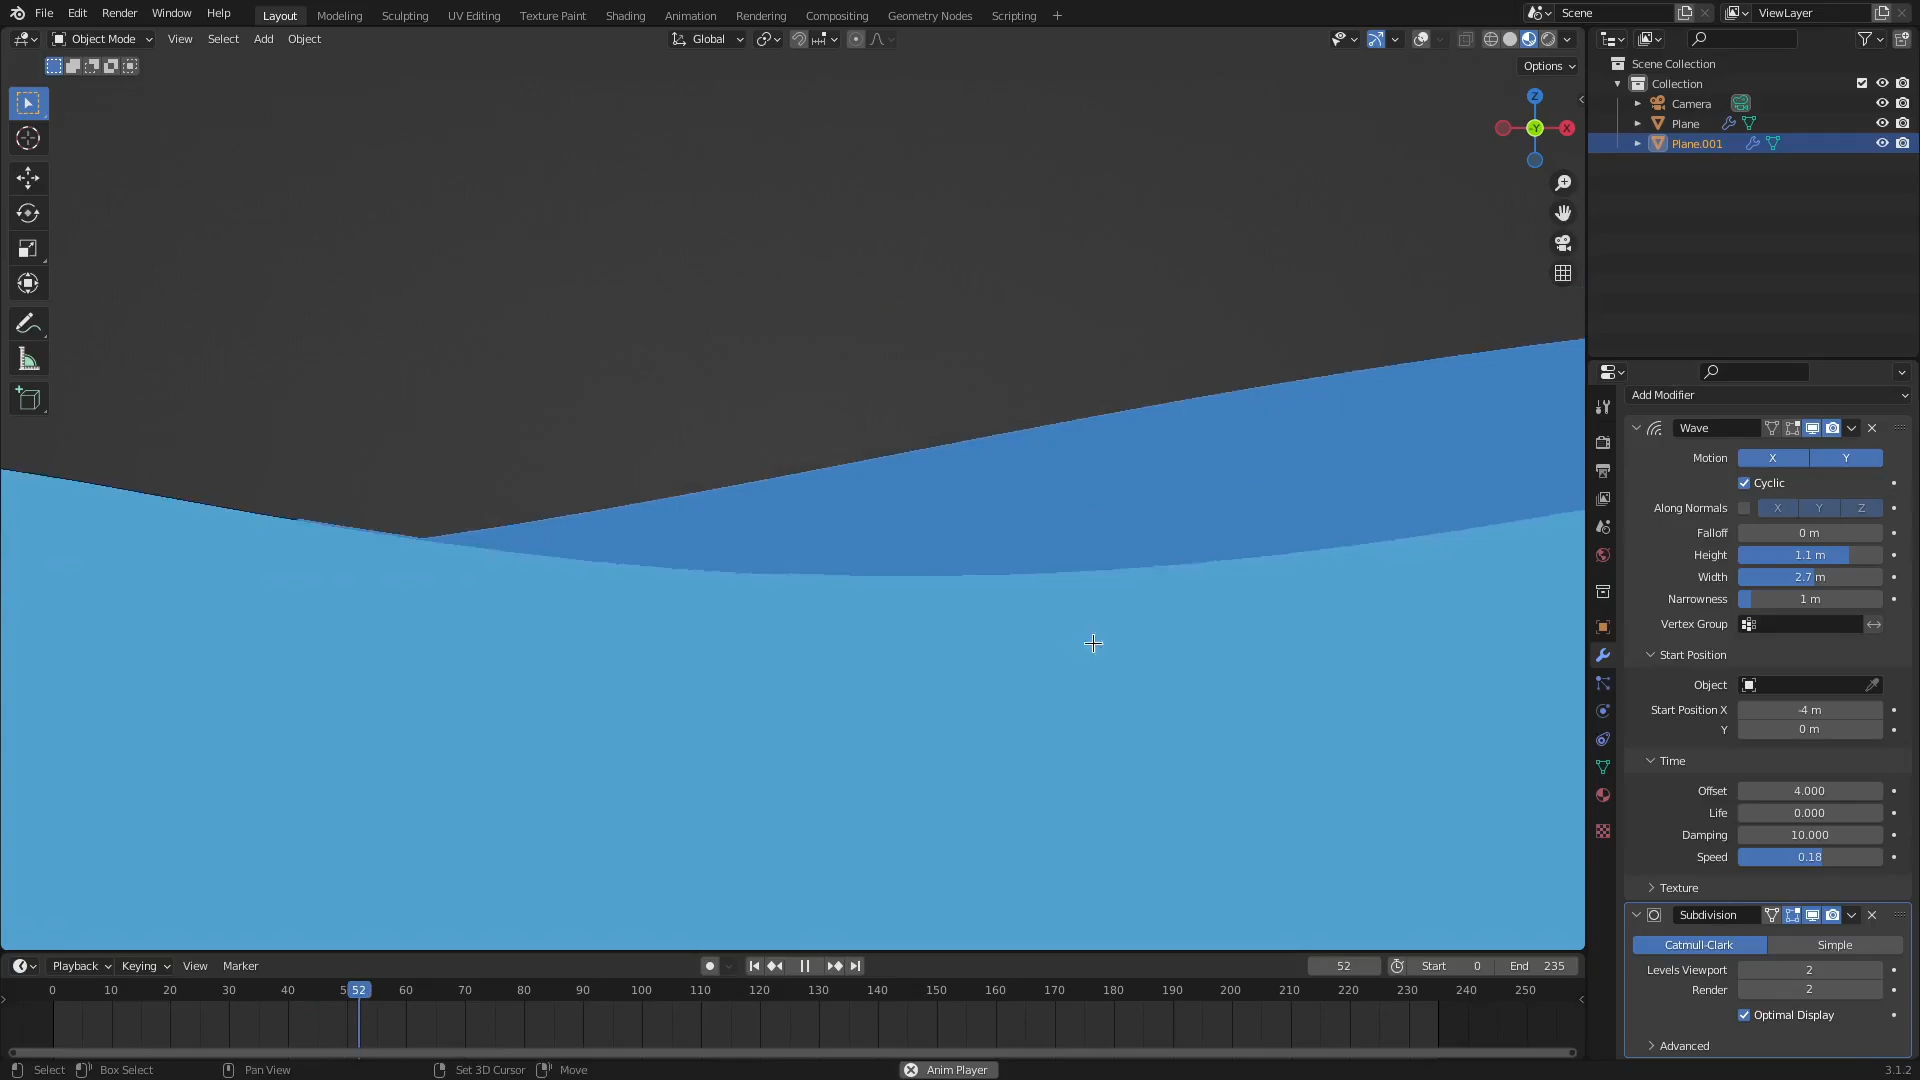 File Edit Render Window Help Layout Modeling Sculpting UV Editing Texture Paint Shading Animation Rendering Compositing Geometry Nodes Scripting + Scene ViewLayer
Object Mode View Select Add Object Global
Options
Z
-Y X
Scene Collection
Collection
Camera
Plane
Plane.001
Add Modifier
Wave
Motion X Y
Cyclic
Along Normals X Y Z
Falloff 0 m
Height 1.1 m
Width 2.7 m
Narrowness 1 m
Vertex Group
Start Position
Object
Start Position X -4 m
Y 0 m
Time
Offset 4.000
Life 0.000
Damping 10.000
Speed 0.18
Texture
Subdivision
Catmull-Clark Simple
Levels Viewport 2
Render 2
Optimal Display
Advanced
Playback Keying View Marker 52 Start 0 End 235
0 10 20 30 40 5 52 60 70 80 90 100 110 120 130 140 150 160 170 180 190 200 210 220 230 240 250
Select Box Select Pan View Set 3D Cursor Move Anim Player 3.1.2